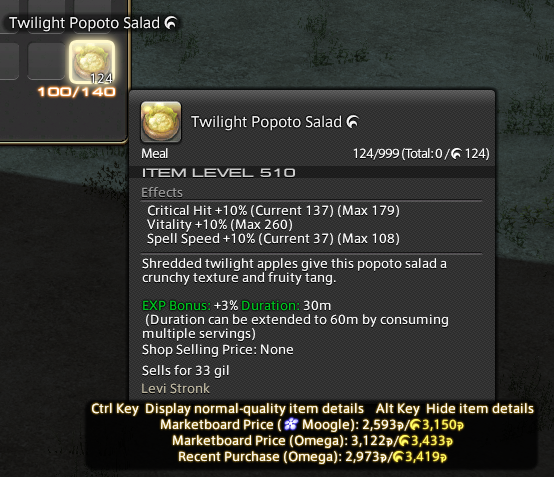 Twilight Popoto Salad
124
100/140
Twilight Popoto Salad
Meal 124/999 (Total: 0 / 124)
ITEM LEVEL 510
Effects
Critical Hit +10% (Current 137) (Max 179)
Vitality +10% (Max 260)
Spell Speed +10% (Current 37) (Max 108)
Shredded twilight apples give this popoto salad a
crunchy texture and fruity tang.
EXP Bonus: +3% Duration: 30m
(Duration can be extended to 60m by consuming
multiple servings)
Shop Selling Price: None
Sells for 33 gil
Levi Stronk
Ctrl Key Display normal-quality item details Alt Key Hide item details
Marketboard Price ( Moogle): 2,593/3,150
Marketboard Price (Omega): 3,122/3,433
Recent Purchase (Omega): 2,973/3,419